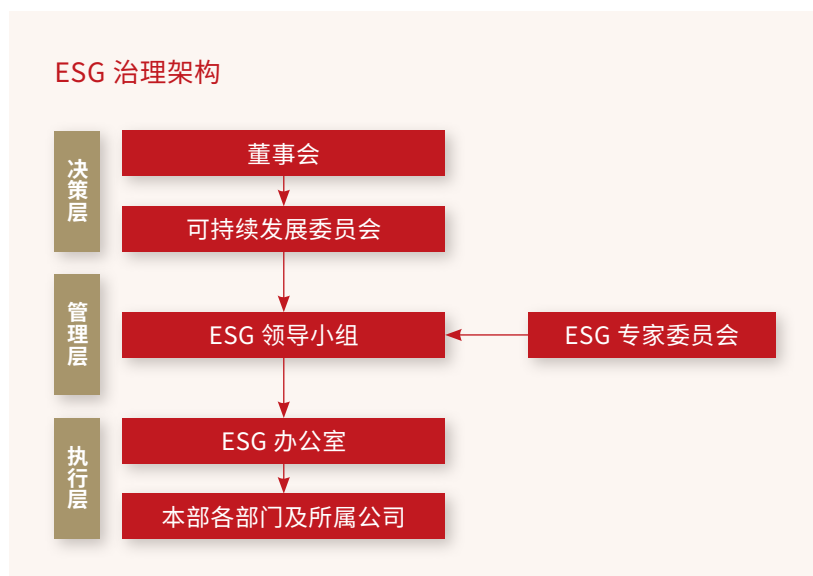 ESG 治理架构
决策层
董事会
可持续发展委员会
管理层
ESG 领导小组
ESG 专家委员会
执行层
ESG 办公室
本部各部门及所属公司